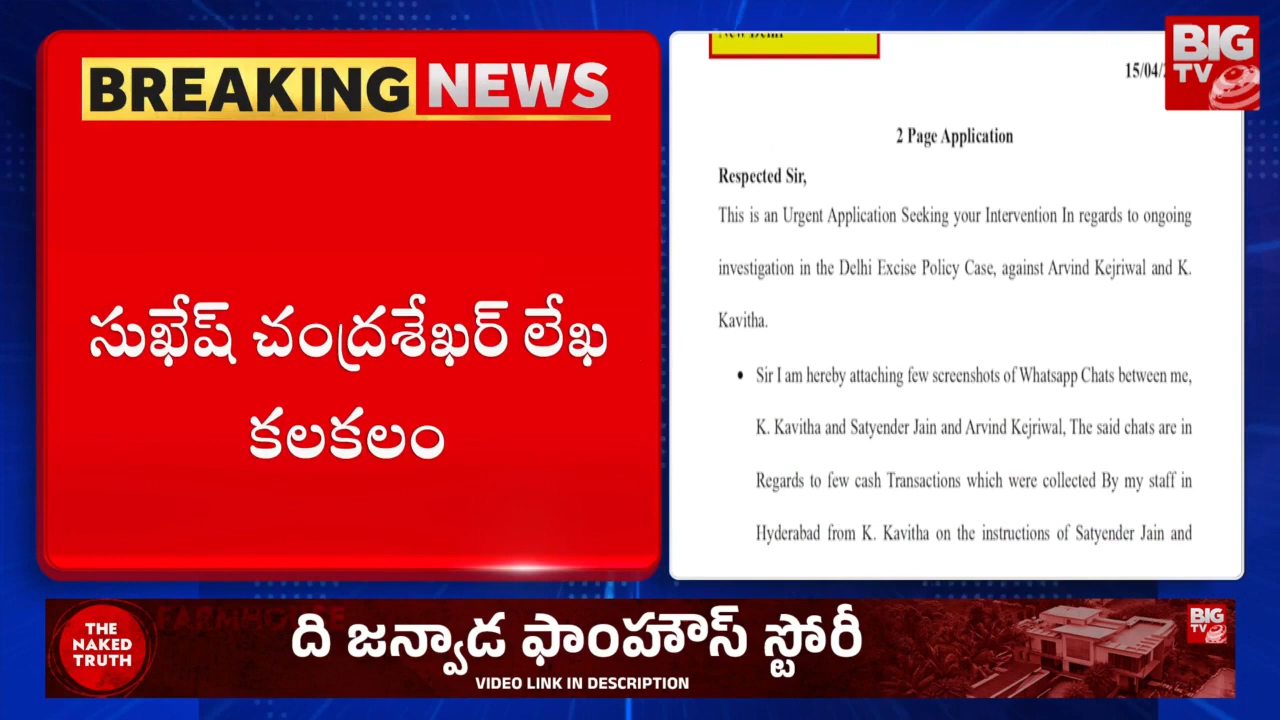 BREAKING NEWS
సుఖేష్ చంద్రశేఖర్ లేఖ
కలకలం
New Delhi
15/04/
2 Page Application
Respected Sir,
This is an Urgent Application Seeking your Intervention In regards to ongoing
investigation in the Delhi Excise Policy Case, against Arvind Kejriwal and K.
Kavitha.
• Sir I am hereby attaching few screenshots of Whatsapp Chats between me,
K. Kavitha and Satyender Jain and Arvind Kejriwal, The said chats are in
Regards to few cash Transactions which were collected By my staff in
Hyderabad from K. Kavitha on the instructions of Satyender Jain and
BIG
TV
FARMHOUSE
THE
NAKED
TRUTH
ది జన్వాడ ఫాంహౌస్ స్టోరీ
VIDEO LINK IN DESCRIPTION
BIG
TV